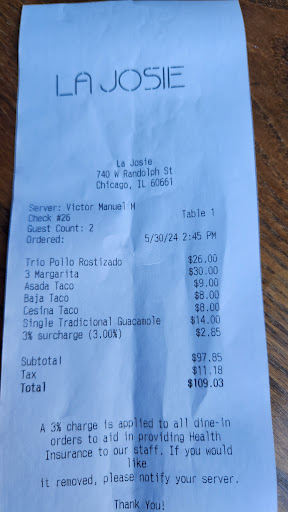 LA JOSIE
La Josie
740 W Randolph St
Chicago, IL 60661
Server: Victor Manuel M
Check #26 Table 1
Guest Count: 2
Ordered: 5/30/24 2:45 PM
Trio Pollo Rostizado $26.00
3 Margarita $30.00
Asada Taco $9.00
Baja Taco $8.00
Cesina Taco $8.00
Single Tradicional Guacamole $14.00
3% surcharge (3.00%) $2.85
Subtotal $97.85
Tax $11.18
Total $109.03
A 3% charge is applied to all dine-in
orders to aid in providing Health
Insurance to our staff. If you would
like
it removed, please notify your server.
Thank You!